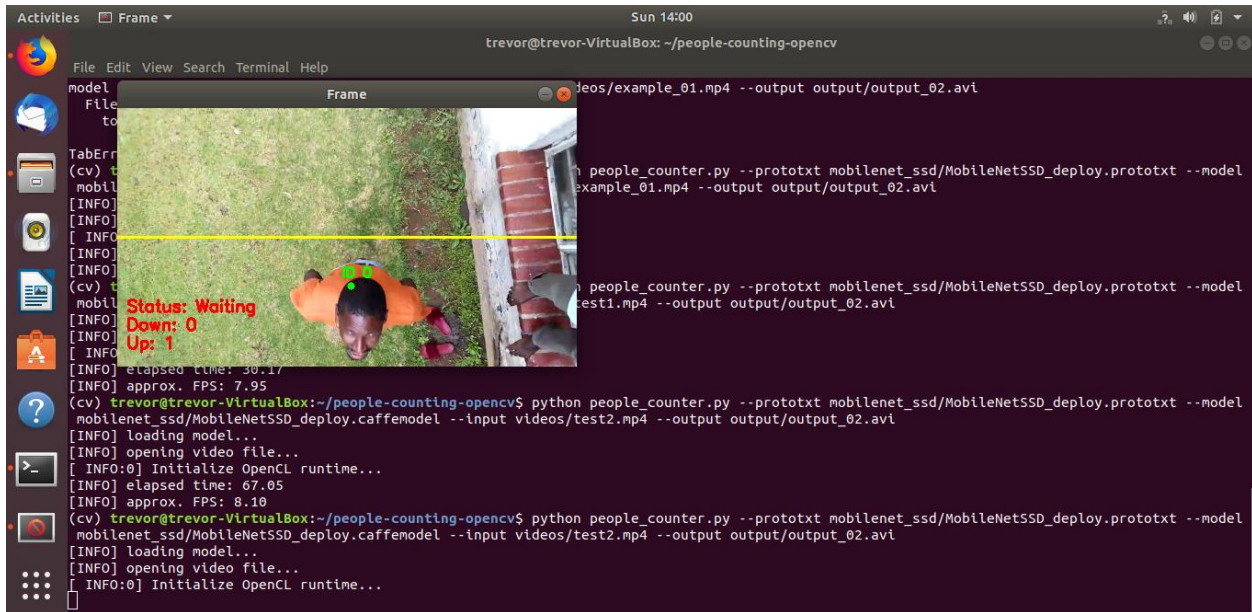 Activities Frame Sun 14:00
trevor@trevor-VirtualBox: ~/people-counting-opencv
File Edit View Search Terminal Help
model deos/example_01.mp4 --output output/output_02.avi
File
to
Frame
TabErr
(cv) t n people_counter.py --prototxt mobilenet_ssd/MobileNetSSD_deploy.prototxt --model
mobil example_01.mp4 --output output/output_02.avi
[INFO]
[INFO]
[ INFO
[INFO]
[INFO]
(cv) t n people_counter.py --prototxt mobilenet_ssd/MobileNetSSD_deploy.prototxt --model
mobil test1.mp4 --output output/output_02.avi
[INFO]
[INFO]
[ INFO
ID 0
Status: Waiting
Down: 0
Up: 1
[INFO] elapsed time: 30.17
[INFO] approx. FPS: 7.95
(cv) trevor@trevor-VirtualBox:~/people-counting-opencv$ python people_counter.py --prototxt mobilenet_ssd/MobileNetSSD_deploy.prototxt --model
mobilenet_ssd/MobileNetSSD_deploy.caffemodel --input videos/test2.mp4 --output output/output_02.avi
[INFO] loading model...
[INFO] opening video file...
[ INFO:0] Initialize OpenCL runtime...
[INFO] elapsed time: 67.05
[INFO] approx. FPS: 8.10
(cv) trevor@trevor-VirtualBox:~/people-counting-opencv$ python people_counter.py --prototxt mobilenet_ssd/MobileNetSSD_deploy.prototxt --model
mobilenet_ssd/MobileNetSSD_deploy.caffemodel --input videos/test2.mp4 --output output/output_02.avi
[INFO] loading model...
[INFO] opening video file...
[ INFO:0] Initialize OpenCL runtime...